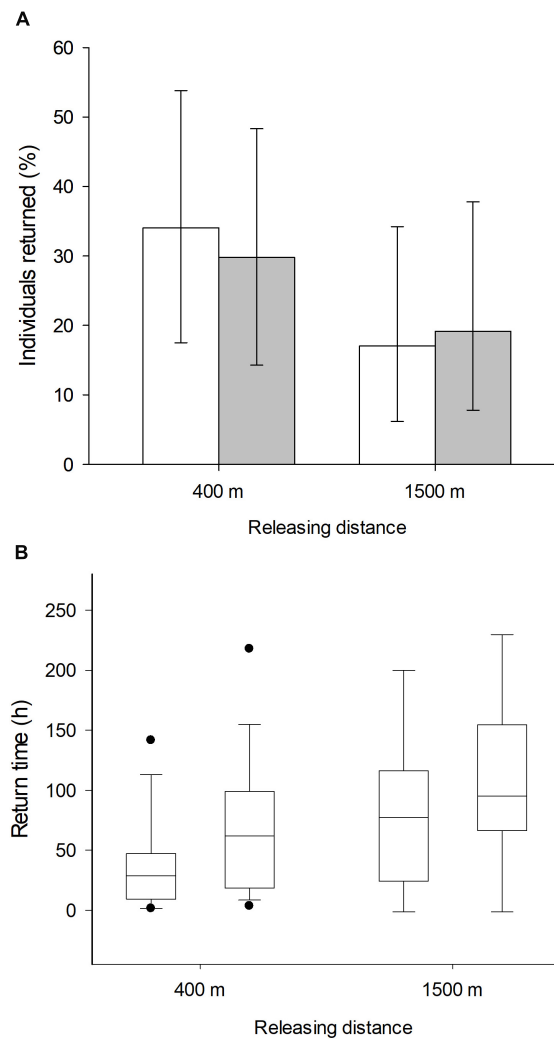 A
Individuals returned (%)
60
50
40
30
20
10
0
400 m
1500 m
Releasing distance
B
Return time (h)
250
200
150
100
50
0
400 m
1500 m
Releasing distance